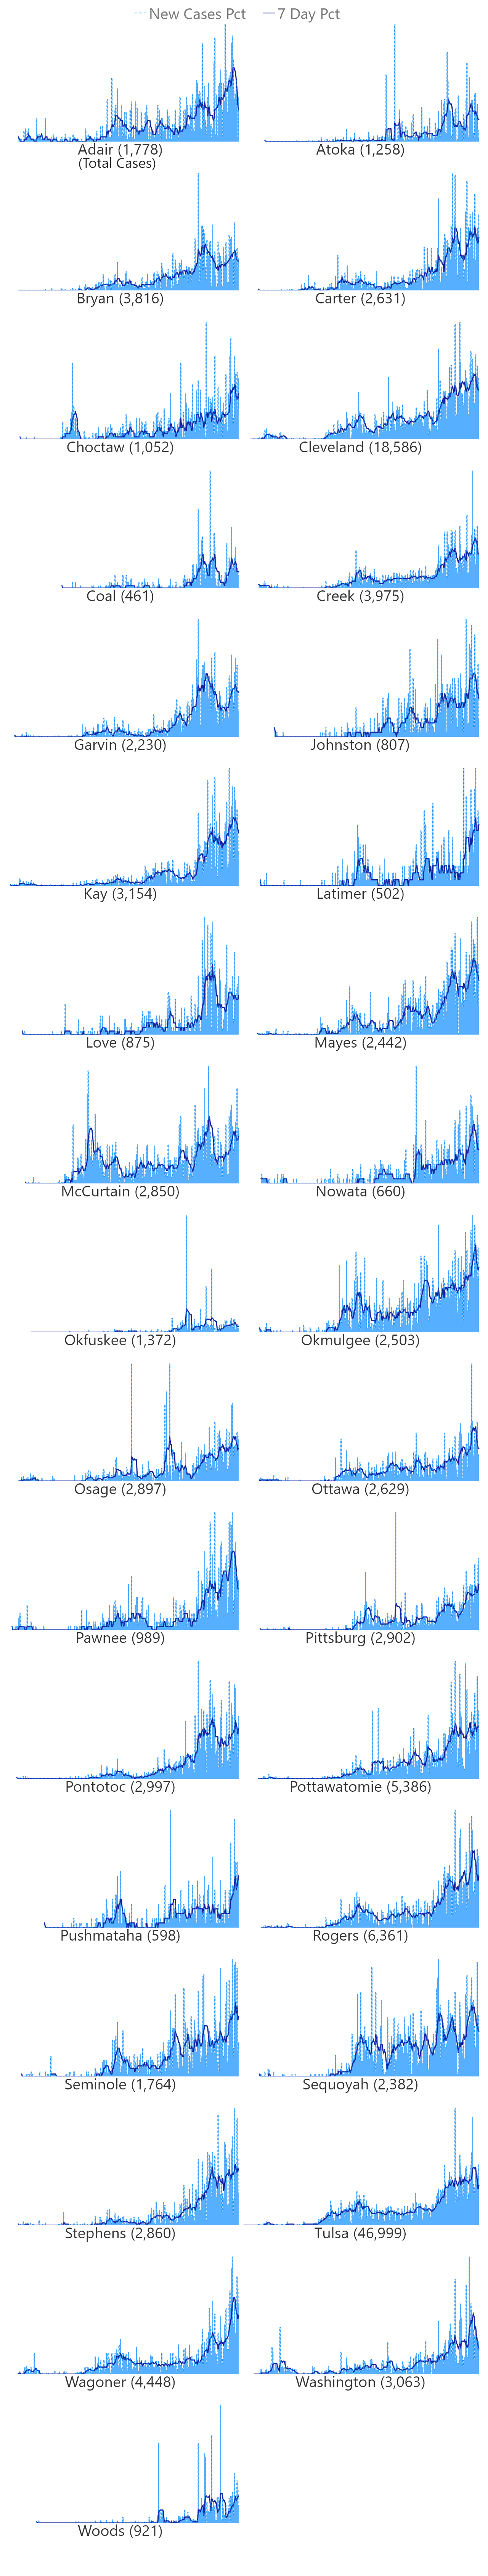 New Cases Pct 7 Day Pct
Adair (1,778) Atoka (1,258)
(Total Cases)
Bryan (3,816) Carter (2,631)
Choctaw (1,052) Cleveland (18,586)
Coal (461) Creek (3,975)
Garvin (2,230) Johnston (807)
Kay (3,154) Latimer (502)
Love (875) Mayes (2,442)
McCurtain (2,850) Nowata (660)
Okfuskee (1,372) Okmulgee (2,503)
Osage (2,897) Ottawa (2,629)
Pawnee (989) Pittsburg (2,902)
Pontotoc (2,997) Pottawatomie (5,386)
Pushmataha (598) Rogers (6,361)
Seminole (1,764) Sequoyah (2,382)
Stephens (2,860) Tulsa (46,999)
Wagoner (4,448) Washington (3,063)
Woods (921)